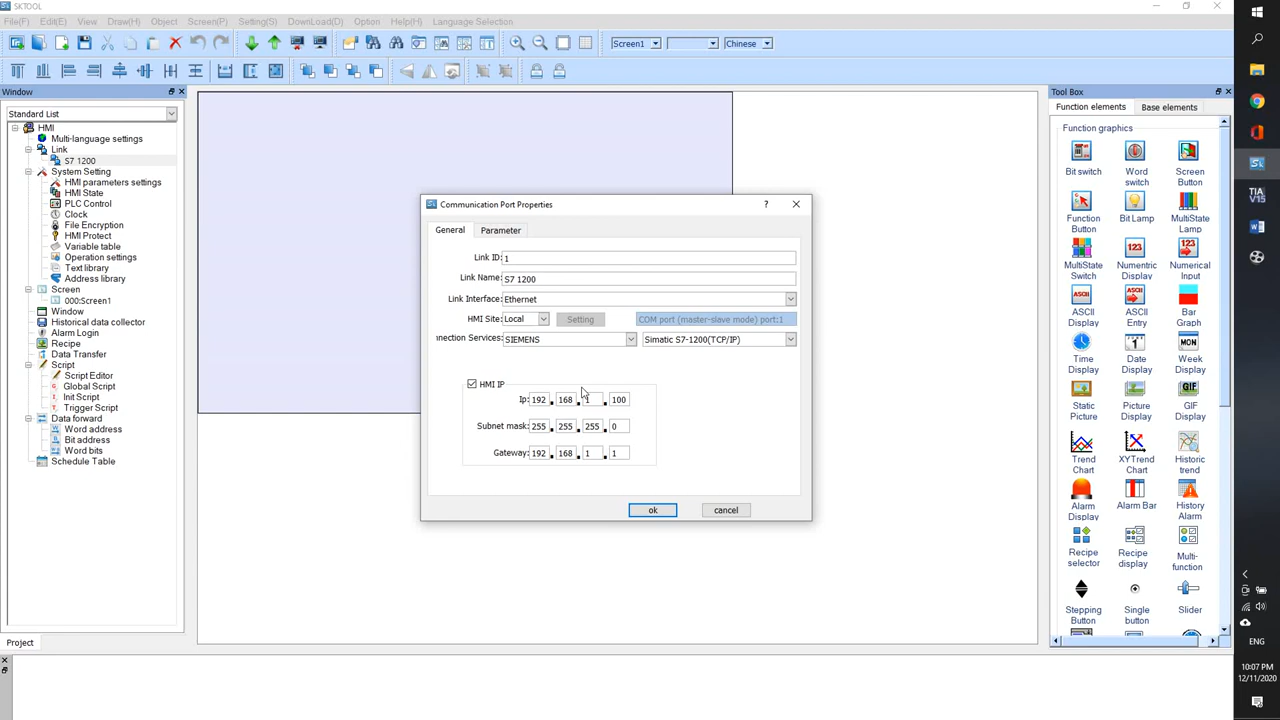 SKTOOL
File(F) Edit(E) View Draw(H) Object Screen(P) Setting(S) DownLoad(D) Option Help(H) Language Selection
Screen1 Chinese
Window
Standard List
HMI
Multi-language settings
Link
S7 1200
System Setting
HMI parameters settings
HMI State
PLC Control
Clock
File Encryption
HMI Protect
Variable table
Operation settings
Text library
Address library
Screen
000:Screen1
Window
Historical data collector
Alarm Login
Recipe
Data Transfer
Script
Script Editor
Global Script
Init Script
Trigger Script
Data forward
Word address
Bit address
Word bits
Schedule Table
Project
Communication Port Properties
?
General Parameter
Link ID: 1
Link Name: S7 1200
Link Interface: Ethernet
HMI Site: Local Setting COM port (master-slave mode) port:1
nnection Services: SIEMENS Simatic S7-1200(TCP/IP)
HMI IP
Ip: 192 . 168 . 1 . 100
Subnet mask: 255 . 255 . 255 . 0
Gateway: 192 . 168 . 1 . 1
ok cancel
Tool Box
Function elements Base elements
Function graphics
Bit switch
Word switch
Screen Button
Function Button
Bit Lamp
MultiState Lamp
MultiState Switch
123
Numeric Display
123
Numerical Input
ASCII
ASCII Display
ASCII
ASCII Entry
Bar Graph
Time Display
Date Display
MON
Week Display
Static Picture
Picture Display
GIF
GIF Display
Trend Chart
XYTrend Chart
Historic trend
Alarm Display
Alarm Bar
History Alarm
Recipe selector
Recipe display
Multi-function
Stepping Button
Single button
Slider
TIA
V15
ENG
10:07 PM
12/11/2020